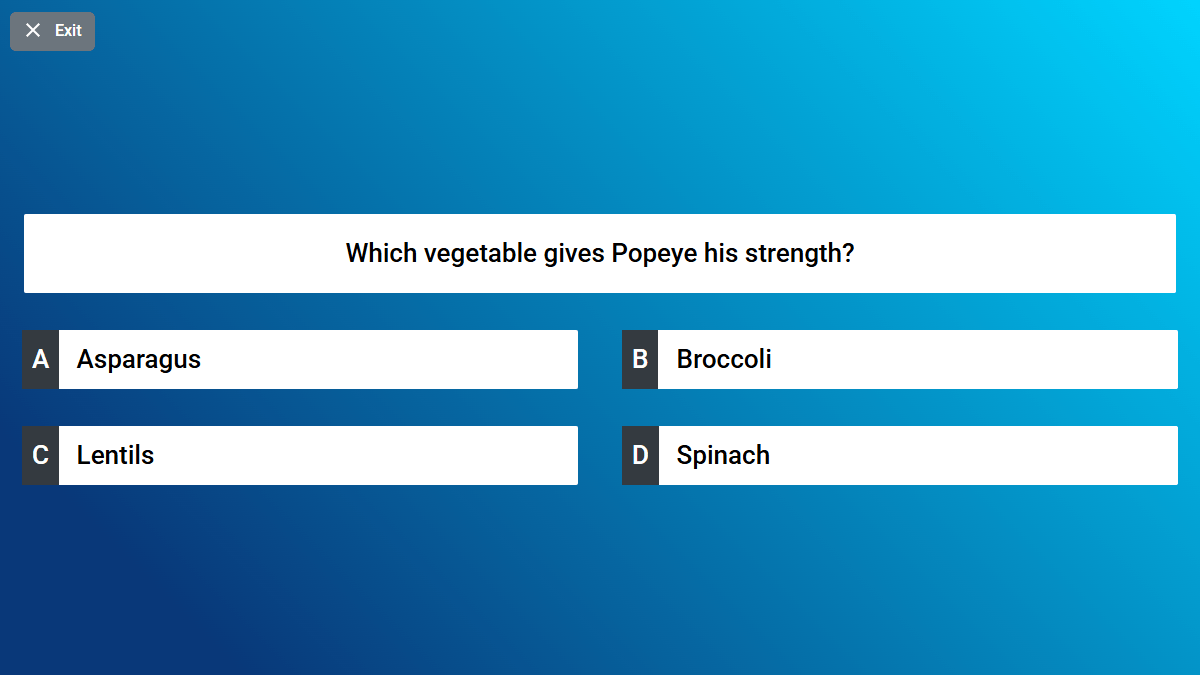 Exit
Which vegetable gives Popeye his strength?
A Asparagus
B Broccoli
C Lentils
D Spinach